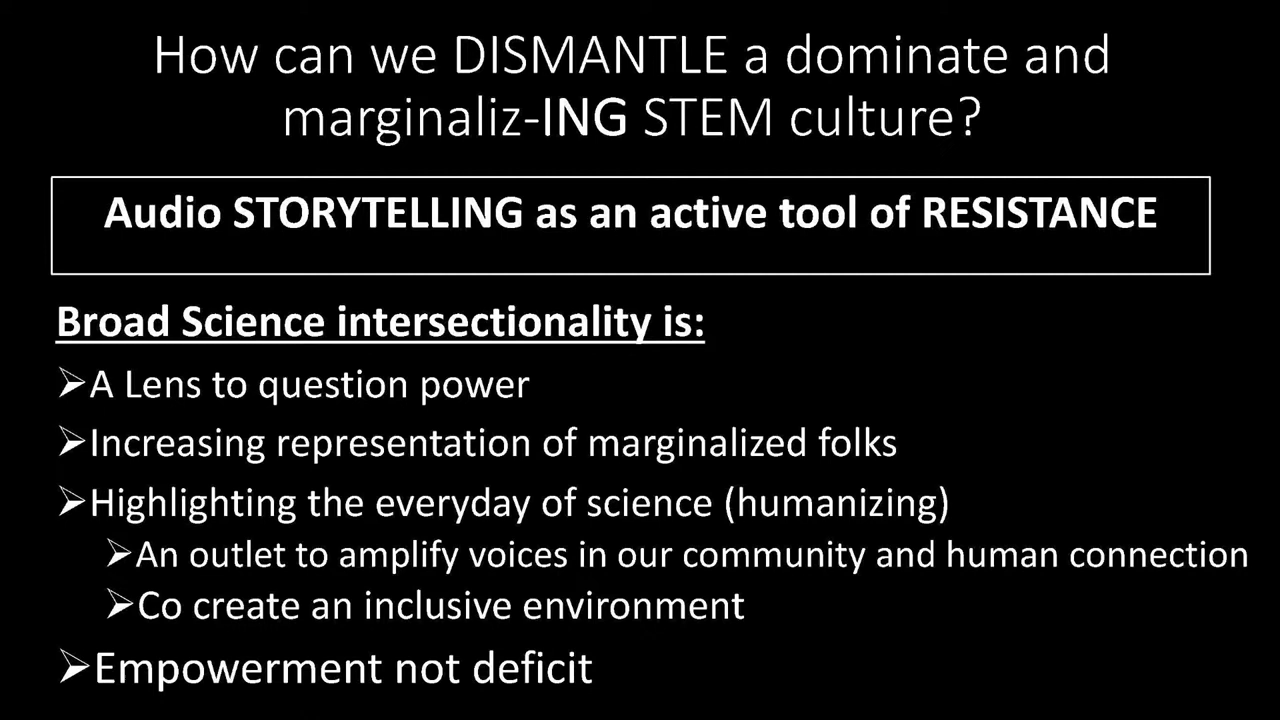 How can we DISMANTLE a dominate and
marginaliz-ING STEM culture?
Audio STORYTELLING as an active tool of RESISTANCE
Broad Science intersectionality is:
➢A Lens to question power
➢Increasing representation of marginalized folks
➢Highlighting the everyday of science (humanizing)
➢An outlet to amplify voices in our community and human connection
➢Co create an inclusive environment
➢Empowerment not deficit